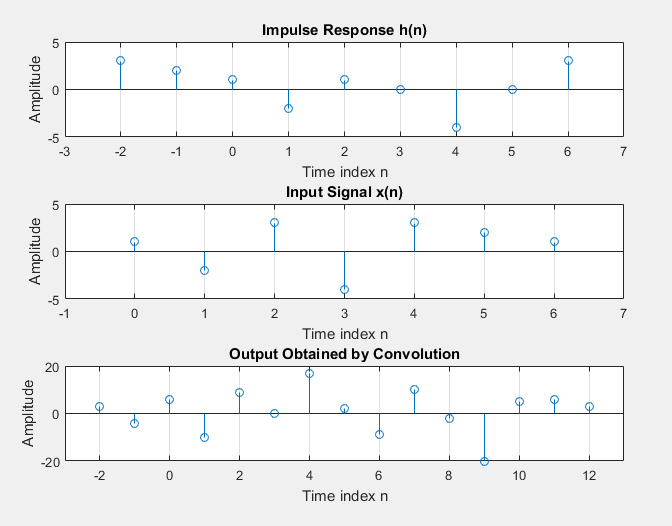 Impulse Response h(n)
5
0
-5
Amplitude
-3 -2 -1 0 1 2 3 4 5 6 7
Time index n
Input Signal x(n)
5
0
-5
Amplitude
-1 0 1 2 3 4 5 6 7
Time index n
Output Obtained by Convolution
20
0
-20
Amplitude
-2 0 2 4 6 8 10 12
Time index n